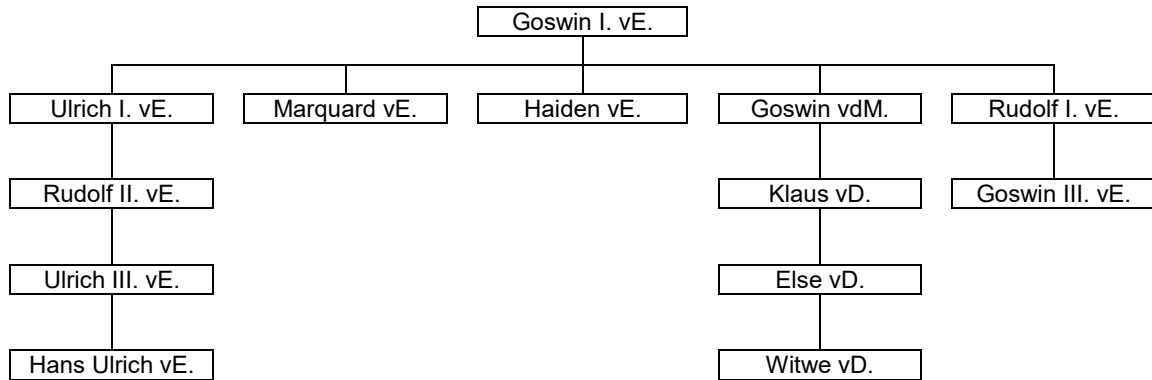 Goswin I. vE.
Ulrich I. vE.
Marquard vE.
Haiden vE.
Goswin vdM.
Rudolf I. vE.
Rudolf II. vE.
Klaus vD.
Goswin III. vE.
Ulrich III. vE.
Else vD.
Hans Ulrich vE.
Witwe vD.